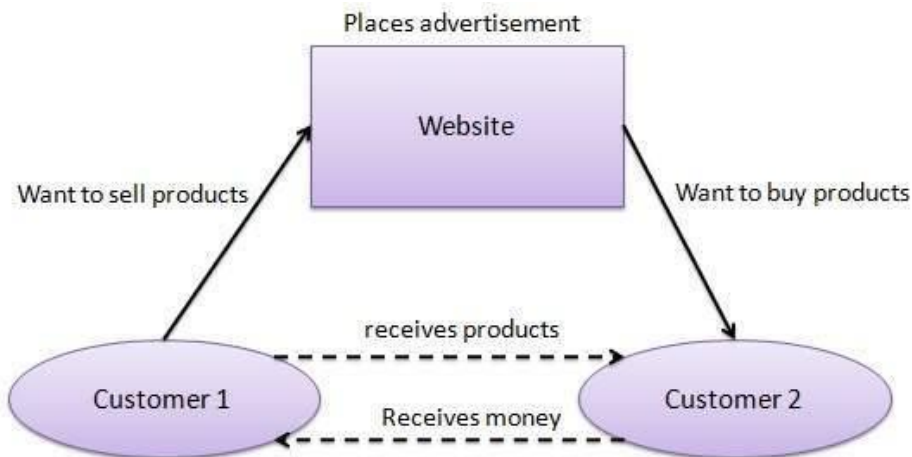 Places advertisement
Website
Want to sell products
Want to buy products
receives products
Customer 1
Customer 2
Receives money